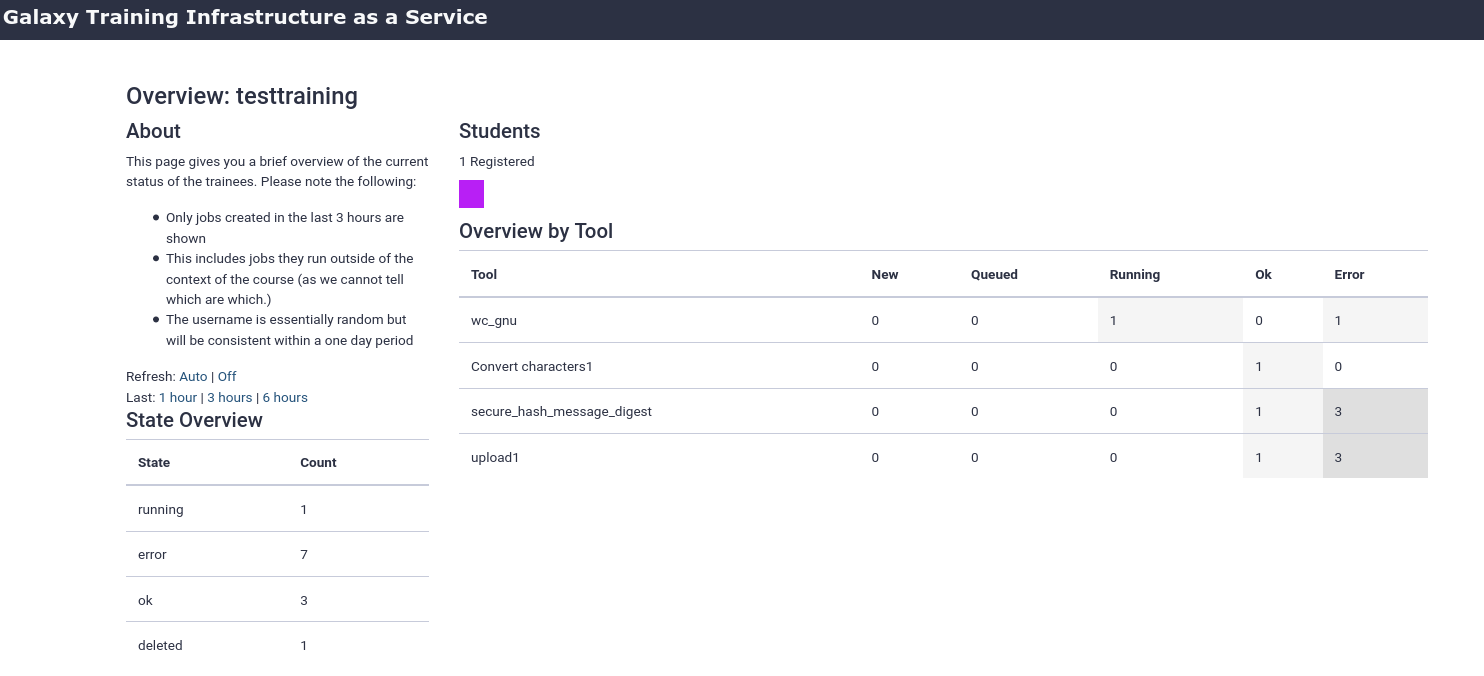 Galaxy Training Infrastructure as a Service
Overview: testtraining
About
This page gives you a brief overview of the current
status of the trainees. Please note the following:
Only jobs created in the last 3 hours are
shown
This includes jobs they run outside of the
context of the course (as we cannot tell
which are which.)
The username is essentially random but
will be consistent within a one day period
Refresh: Auto | Off
Last: 1 hour | 3 hours | 6 hours
State Overview
State Count
running 1
error 7
ok 3
deleted 1
Students
1 Registered
Overview by Tool
Tool New Queued Running Ok Error
wc_gnu 0 0 1 0 1
Convert characters1 0 0 0 1 0
secure_hash_message_digest 0 0 0 1 3
upload1 0 0 0 1 3